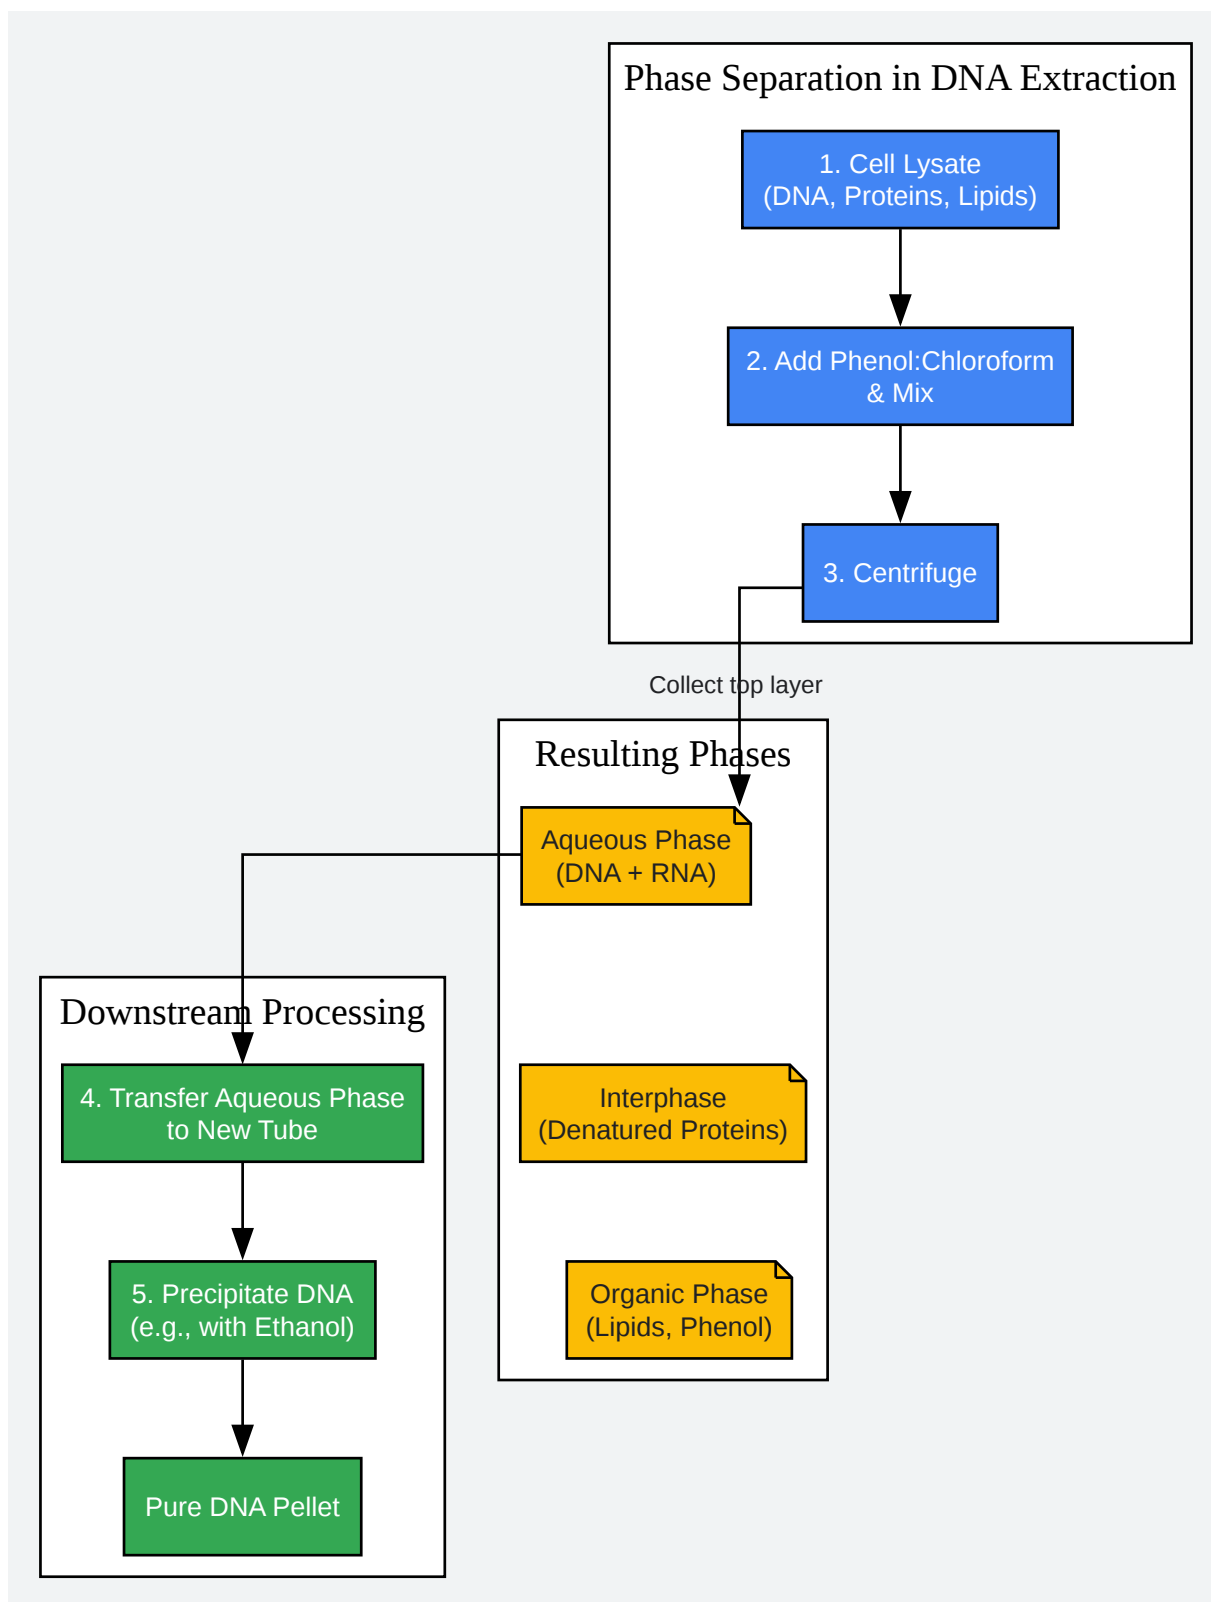 Phase Separation in DNA Extraction
1. Cell Lysate
(DNA, Proteins, Lipids)
2. Add Phenol:Chloroform
& Mix
3. Centrifuge
Collect top layer
Resulting Phases
Aqueous Phase
(DNA + RNA)
Interphase
(Denatured Proteins)
Organic Phase
(Lipids, Phenol)
Downstream Processing
4. Transfer Aqueous Phase
to New Tube
5. Precipitate DNA
(e.g., with Ethanol)
Pure DNA Pellet